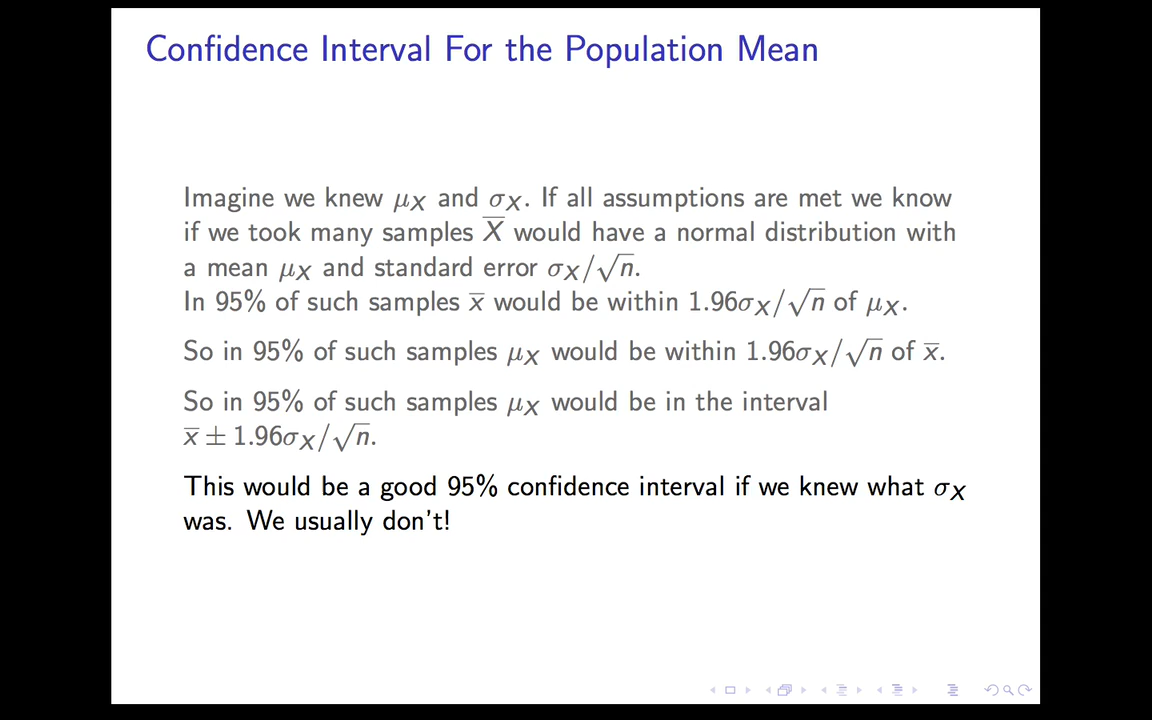 Confidence Interval For the Population Mean
Imagine we knew μX and σX. If all assumptions are met we know
if we took many samples X̅ would have a normal distribution with
a mean μX and standard error σX/√n.
In 95% of such samples x̅ would be within 1.96σX/√n of μX.
So in 95% of such samples μX would be within 1.96σX/√n of x̅.
So in 95% of such samples μX would be in the interval
x̅ ± 1.96σX/√n.
This would be a good 95% confidence interval if we knew what σX
was. We usually don't!